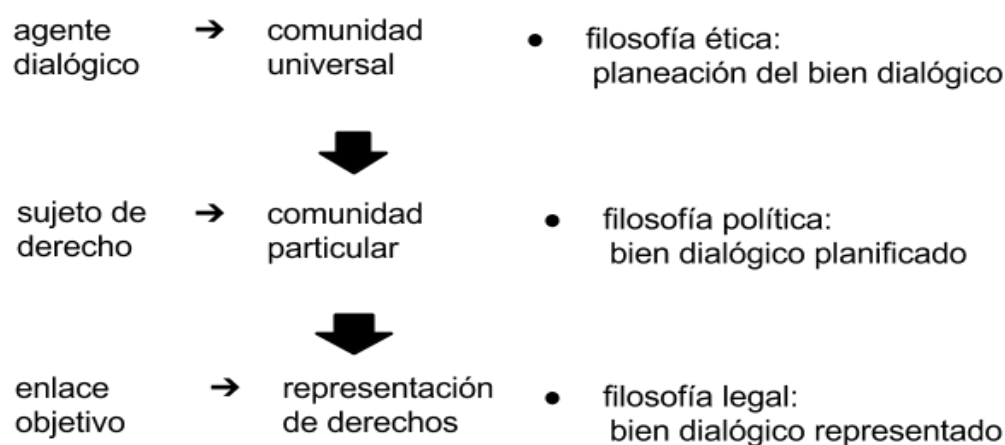 agente ➔ comunidad ● filosofía ética:
dialógico universal planeación del bien dialógico
sujeto de ➔ comunidad ● filosofía política:
derecho particular bien dialógico planificado
enlace ➔ representación ● filosofía legal:
objetivo de derechos bien dialógico representado